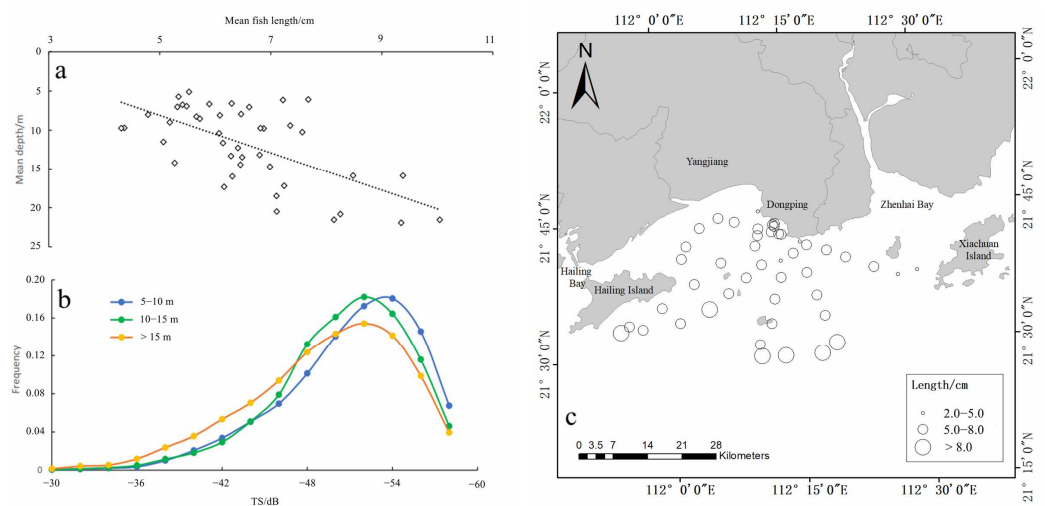 Mean fish length/cm
3 5 7 9 11
a
Mean depth/m
0
5
10
15
20
25
b
Frequency
0.20
0.16
0.12
0.08
0.04
0
5−10 m
10−15 m
> 15 m
−30 −36 −42 −48 −54 −60
TS/dB
112° 0′0″E 112° 15′0″E 112° 30′0″E
N
22° 0′0″N
21° 45′0″N
21° 30′0″N
22° 0′0″N
21° 45′0″N
21° 30′0″N
21° 15′0″N
Yangjiang
Dongping
Zhenhai Bay
Xiachuan
Island
Hailing
Bay
Hailing Island
c
0 3.5 7 14 21 28
Kilometers
Length/cm
2.0−5.0
5.0−8.0
> 8.0
112° 0′0″E 112° 15′0″E 112° 30′0″E